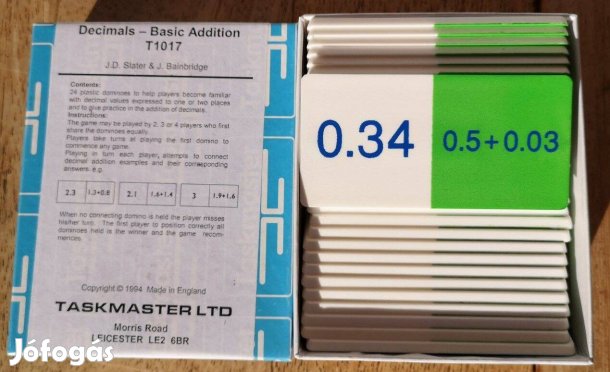 Decimals – Basic Addition
T1017
J.D. Slater & J. Bainbridge
Contents:
24 plastic dominoes to help players become familiar
with decimal values expressed to one or two places
and to give practice in the addition of decimals.
Instructions:
The game may be played by 2, 3 or 4 players who first
share the dominoes equally.
Players take turns at playing the first domino to
commence any game.
Playing in turn each player, attempts to connect
decimal addition examples and their corresponding
answers. e.g.
2.3 1.3+0.8 2.1 1.6+1.4 3 1.9+1.6
When no connecting domino is held the player misses
his/her turn. The first player to position correctly all
dominoes held is the winner and the game recom-
mences.
Copyright © 1994 Made in England
TASKMASTER LTD
Morris Road
LEICESTER LE2 6BR
Jófogás
0.34 0.5+0.03